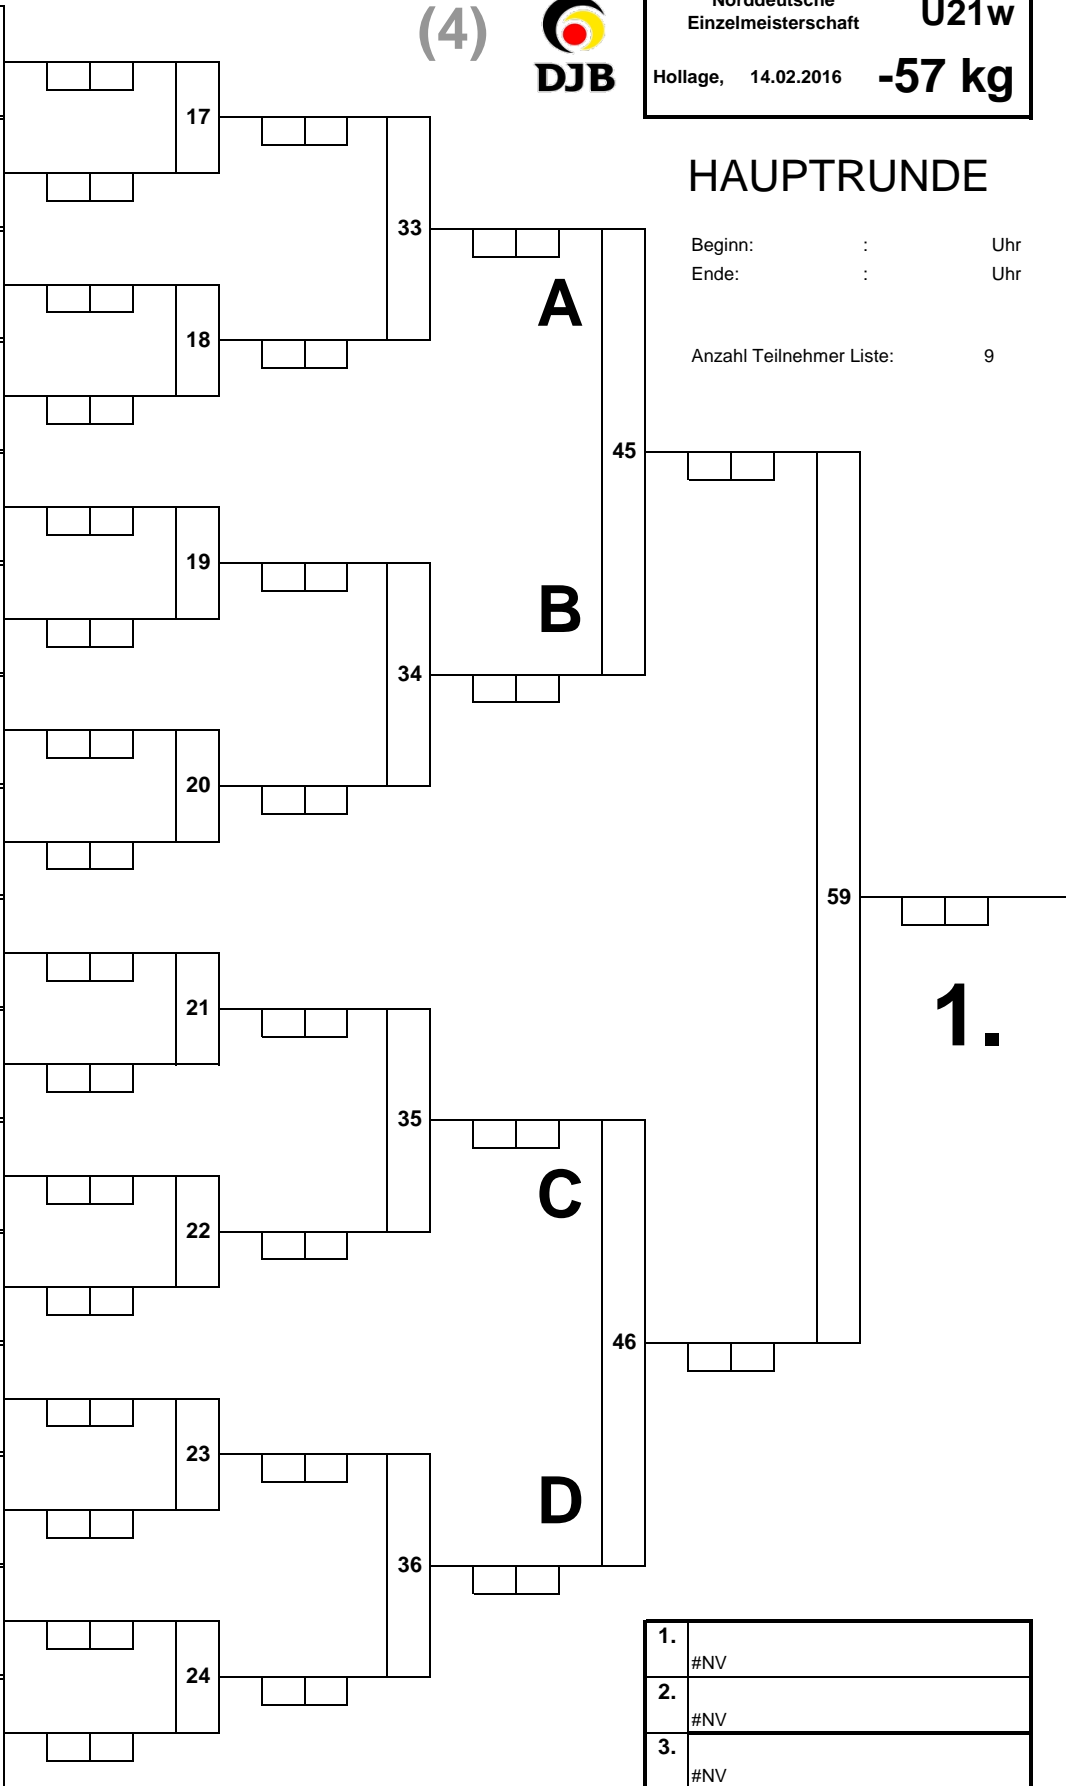 (4)
DJB
Norddeutsche
Einzelmeisterschaft
U21w
Hollage, 14.02.2016
-57 kg
HAUPTRUNDE
Beginn: : Uhr
Ende: : Uhr
Anzahl Teilnehmer Liste: 9
17
33
A
18
45
19
B
34
20
59
21
1.
35
C
22
46
23
D
36
24
1.
#NV
2.
#NV
3.
#NV